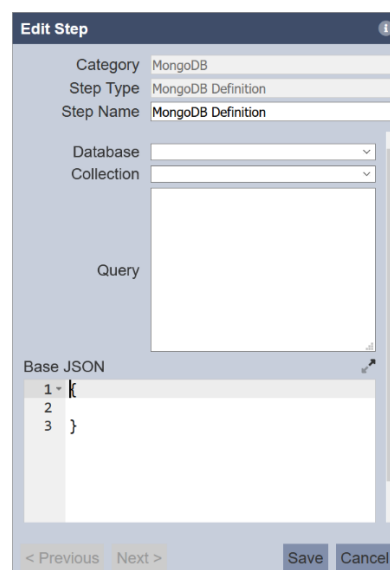 Edit Step
Category MongoDB
Step Type MongoDB Definition
Step Name MongoDB Definition
Database
Collection
Query
Base JSON
1 {
2
3 }
< Previous Next > Save Cancel